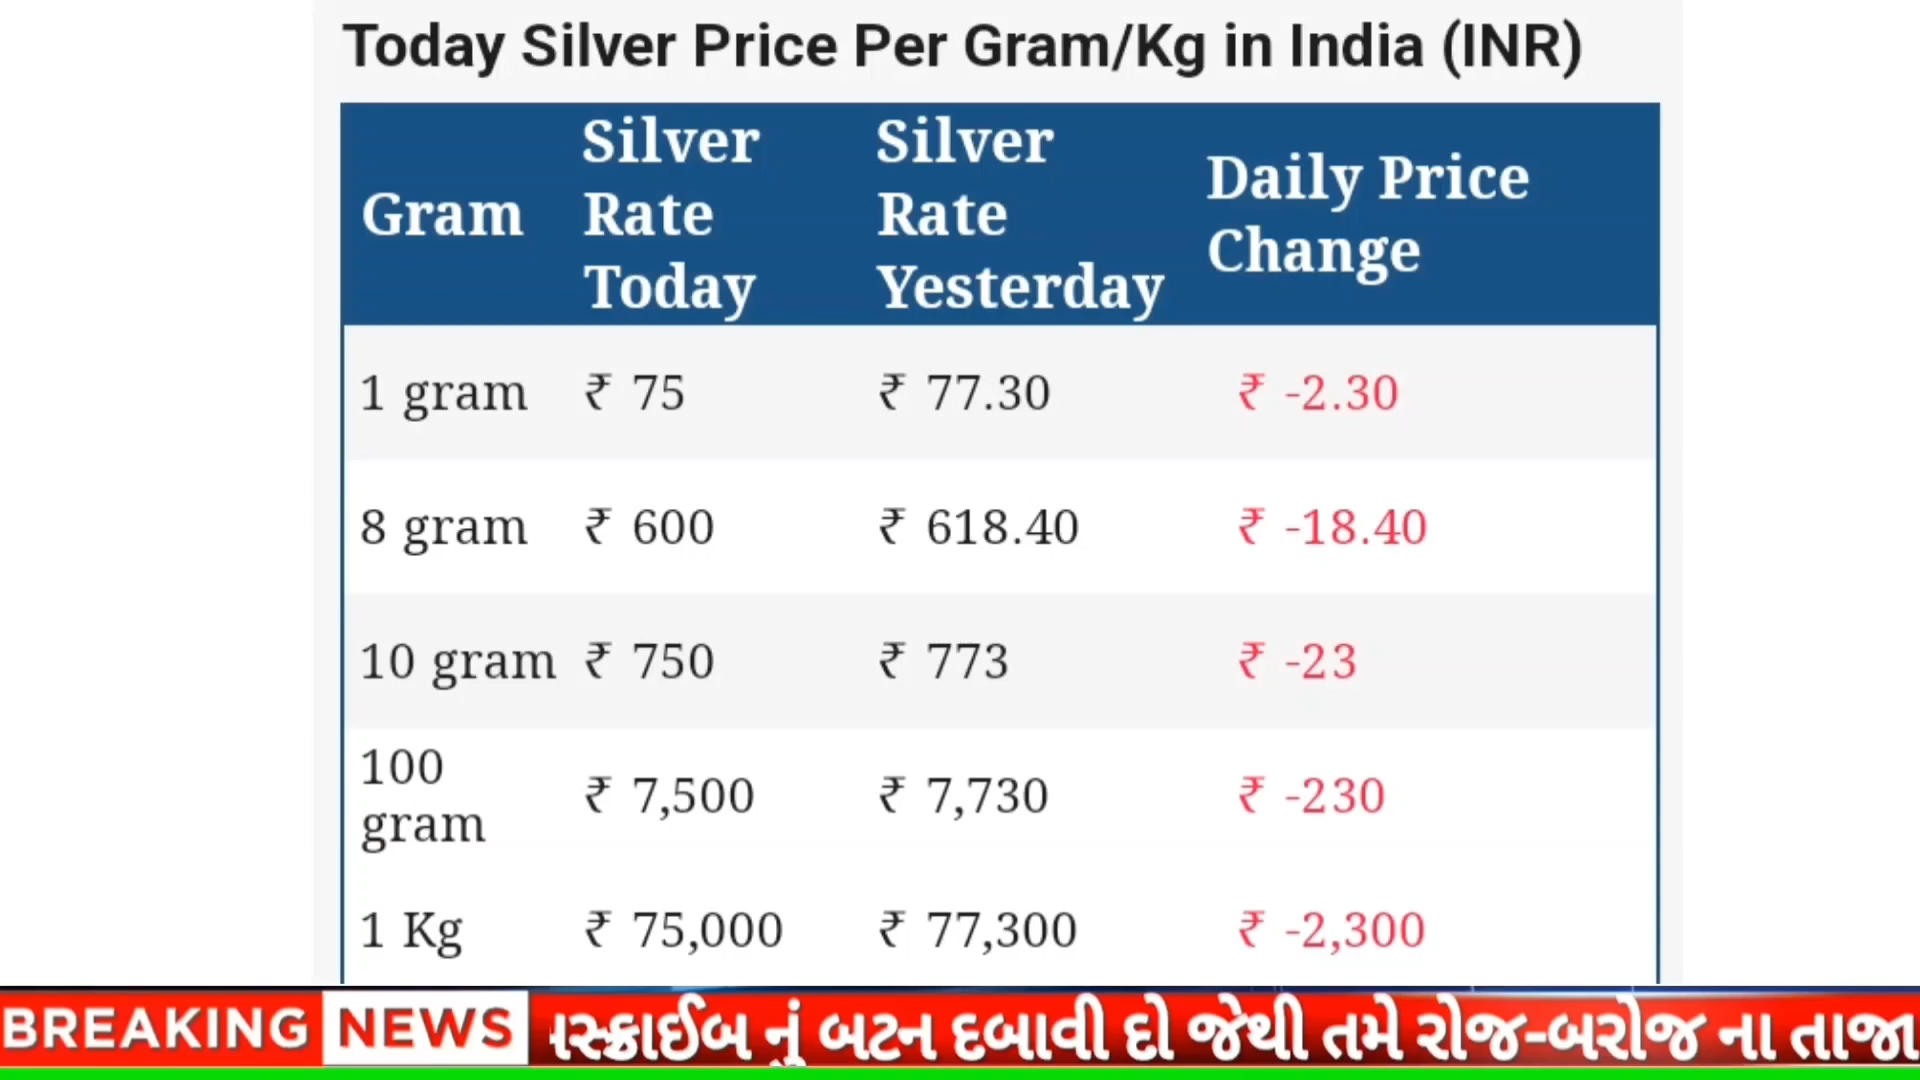 Today Silver Price Per Gram/Kg in India (INR)
Gram Silver Rate Today Silver Rate Yesterday Daily Price Change
1 gram ₹ 75 ₹ 77.30 ₹ -2.30
8 gram ₹ 600 ₹ 618.40 ₹ -18.40
10 gram ₹ 750 ₹ 773 ₹ -23
100 gram ₹ 7,500 ₹ 7,730 ₹ -230
1 Kg ₹ 75,000 ₹ 77,300 ₹ -2,300
BREAKING NEWS નું બટન દબાવી દો જેથી તમે રોજ-બરોજ ના તાજા